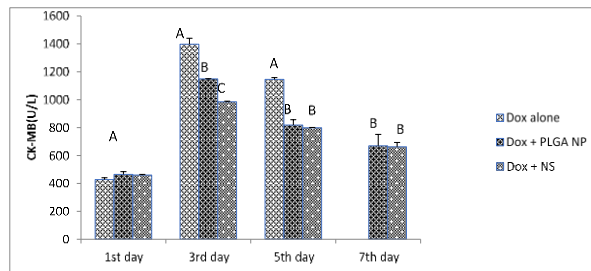 1600
1400
1200
1000
800
600
400
200
0
CK-MB(U/L)
A
A
B
C
A
B
B
B
B
1st day
3rd day
5th day
7th day
Dox alone
Dox + PLGA NP
Dox + NS